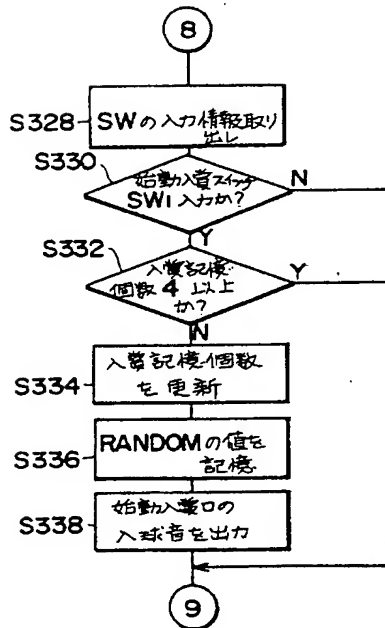 8
S328
SWの入力情報取り
出し
S330
始動入賞スイッチ
SW1入力か?
N
Y
S332
入賞記憶
個数4以上
か?
Y
N
S334
入賞記憶個数
を更新
S336
RANDOMの値を
記憶
S338
始動入賞口の
入球音を出力
9